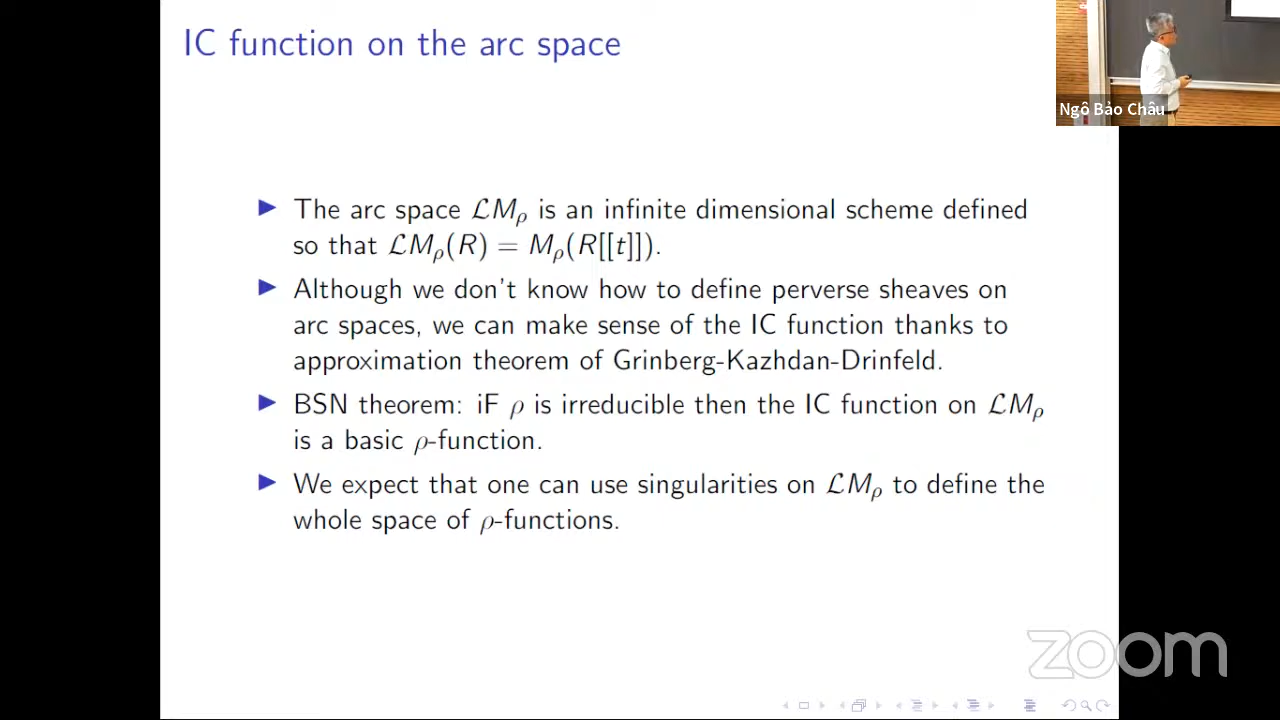 IC function on the arc space
Ngô Bảo Châu
▶ The arc space ℒM_ρ is an infinite dimensional scheme defined
so that ℒM_ρ(R) = M_ρ(R[[t]]).
▶ Although we don't know how to define perverse sheaves on
arc spaces, we can make sense of the IC function thanks to
approximation theorem of Grinberg-Kazhdan-Drinfeld.
▶ BSN theorem: iF ρ is irreducible then the IC function on ℒM_ρ
is a basic ρ-function.
▶ We expect that one can use singularities on ℒM_ρ to define the
whole space of ρ-functions.
zoom